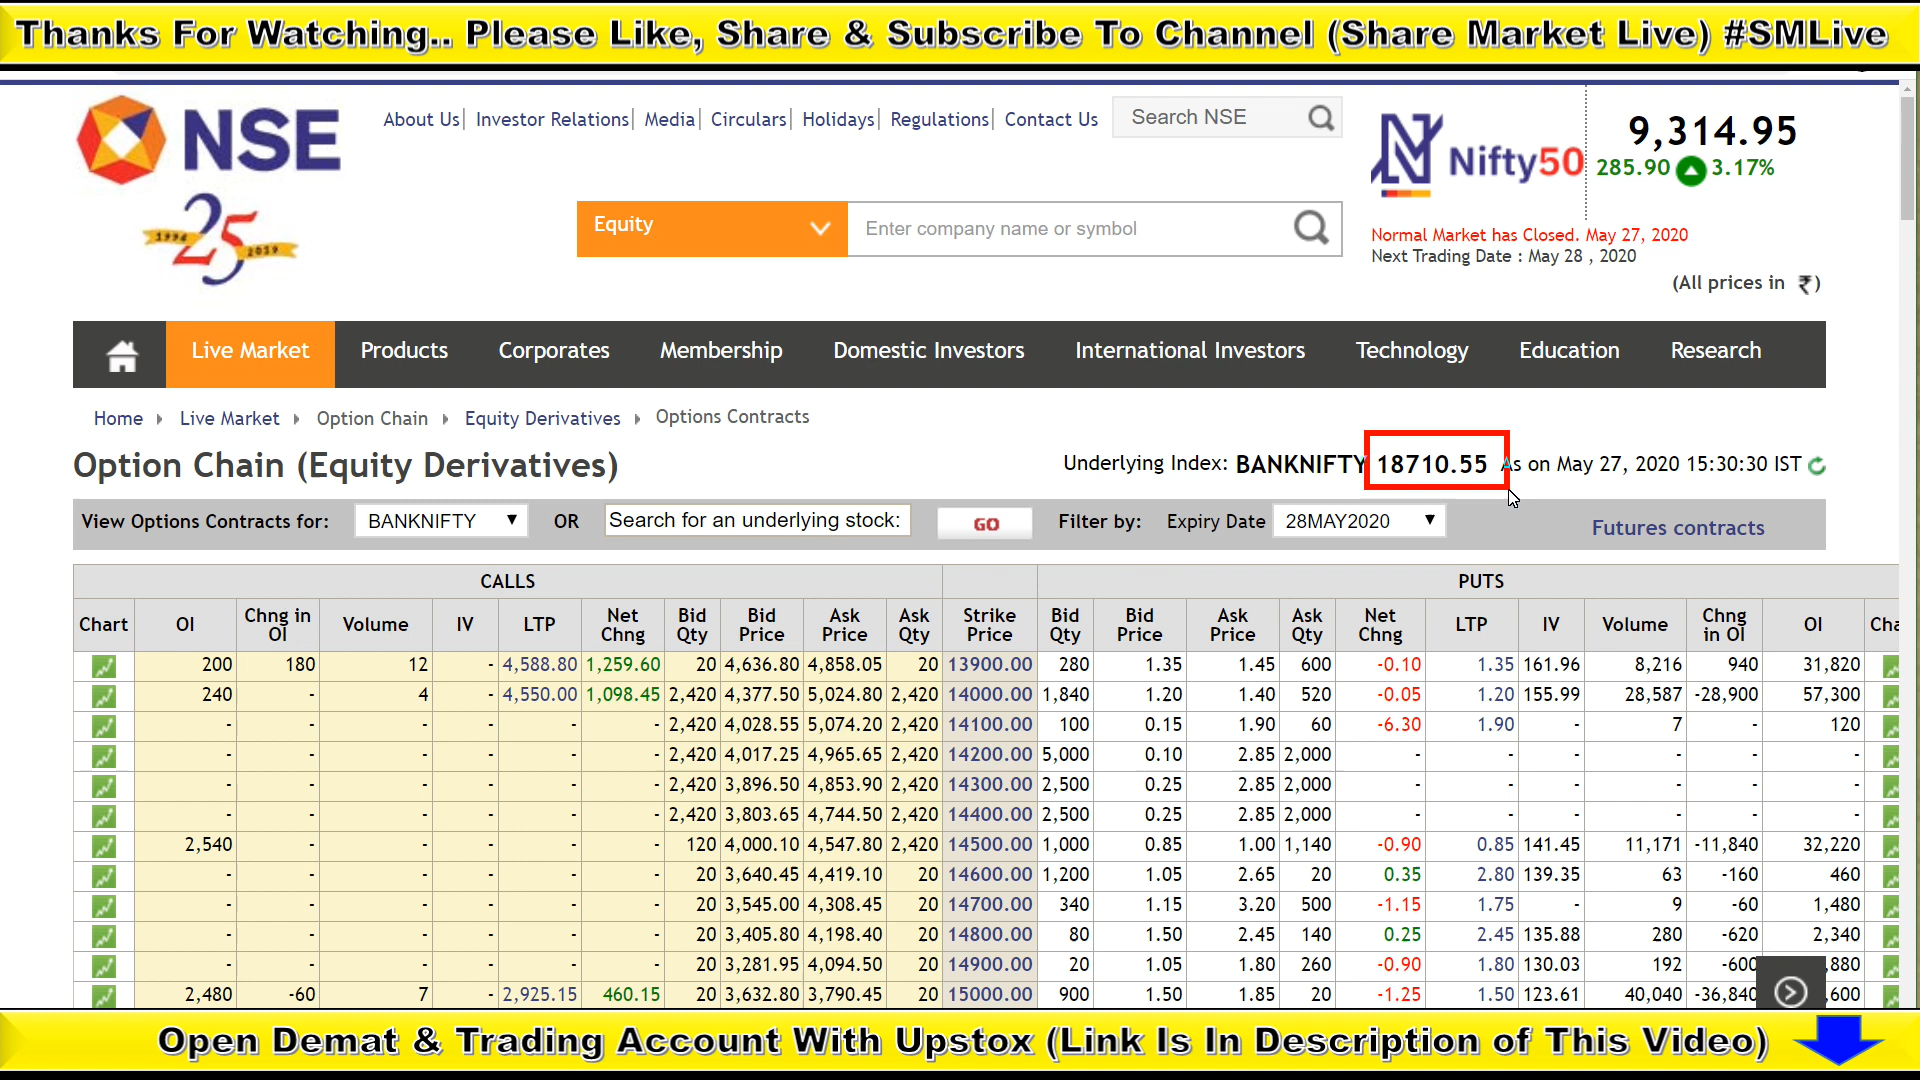 Thanks For Watching.. Please Like, Share & Subscribe To Channel (Share Market Live) #SMLive
NSE
1994 25 2019
About Us| Investor Relations| Media| Circulars| Holidays| Regulations| Contact Us
Search NSE
Equity
Enter company name or symbol
Nifty50
9,314.95
285.90 3.17%
Normal Market has Closed. May 27, 2020
Next Trading Date : May 28 , 2020
(All prices in ₹)
Live Market Products Corporates Membership Domestic Investors International Investors Technology Education Research
Home Live Market Option Chain Equity Derivatives Options Contracts
Option Chain (Equity Derivatives)
Underlying Index: BANKNIFTY 18710.55 As on May 27, 2020 15:30:30 IST
View Options Contracts for: BANKNIFTY OR Search for an underlying stock: GO Filter by: Expiry Date 28MAY2020 Futures contracts
CALLS PUTS
Chart OI Chng in OI Volume IV LTP Net Chng Bid Qty Bid Price Ask Price Ask Qty Strike Price Bid Qty Bid Price Ask Price Ask Qty Net Chng LTP IV Volume Chng in OI OI Cha
200 180 12 - 4,588.80 1,259.60 20 4,636.80 4,858.05 20 13900.00 280 1.35 1.45 600 -0.10 1.35 161.96 8,216 940 31,820
240 - 4 - 4,550.00 1,098.45 2,420 4,377.50 5,024.80 2,420 14000.00 1,840 1.20 1.40 520 -0.05 1.20 155.99 28,587 -28,900 57,300
- - - - - - 2,420 4,028.55 5,074.20 2,420 14100.00 100 0.15 1.90 60 -6.30 1.90 - 7 - 120
- - - - - - 2,420 4,017.25 4,965.65 2,420 14200.00 5,000 0.10 2.85 2,000 - - - - - -
- - - - - - 2,420 3,896.50 4,853.90 2,420 14300.00 2,500 0.25 2.85 2,000 - - - - - -
- - - - - - 2,420 3,803.65 4,744.50 2,420 14400.00 2,500 0.25 2.85 2,000 - - - - - -
2,540 - - - - - 120 4,000.10 4,547.80 2,420 14500.00 1,000 0.85 1.00 1,140 -0.90 0.85 141.45 11,171 -11,840 32,220
- - - - - - 20 3,640.45 4,419.10 20 14600.00 1,200 1.05 2.65 20 0.35 2.80 139.35 63 -160 460
- - - - - - 20 3,545.00 4,308.45 20 14700.00 340 1.15 3.20 500 -1.15 1.75 - 9 -60 1,480
- - - - - - 20 3,405.80 4,198.40 20 14800.00 80 1.50 2.45 140 0.25 2.45 135.88 280 -620 2,340
- - - - - - 20 3,281.95 4,094.50 20 14900.00 20 1.05 1.80 260 -0.90 1.80 130.03 192 -600 ,880
2,480 -60 7 - 2,925.15 460.15 20 3,632.80 3,790.45 20 15000.00 900 1.50 1.85 20 -1.25 1.50 123.61 40,040 -36,840 ,600
Open Demat & Trading Account With Upstox (Link Is In Description of This Video)